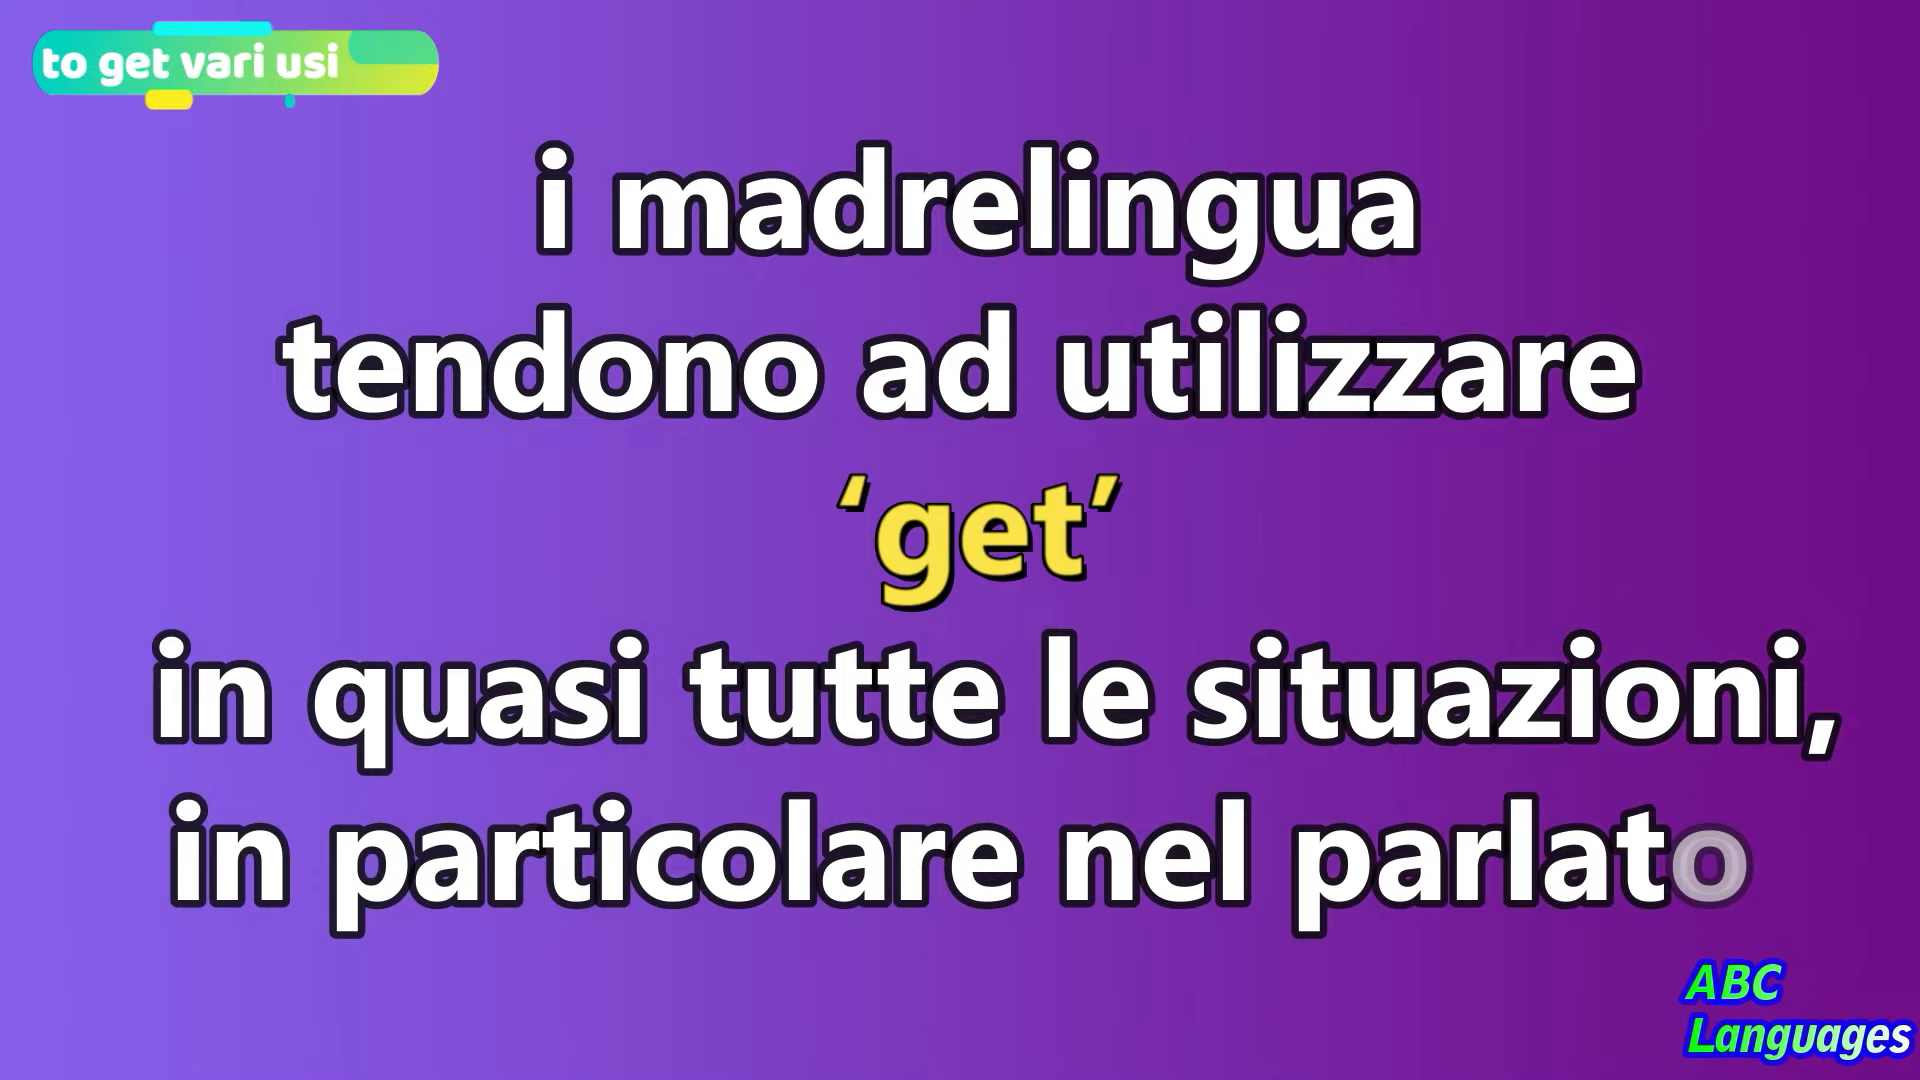 to get vari usi
i madrelingua
tendono ad utilizzare
‘get’
in quasi tutte le situazioni,
in particolare nel parlato
ABC
Languages